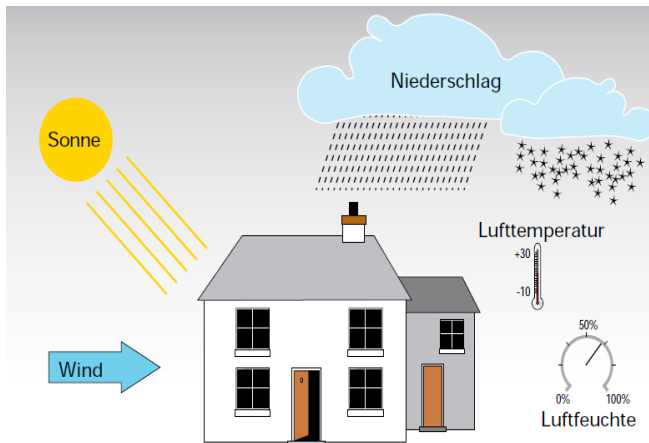 Niederschlag
Sonne
Lufttemperatur
+30
-10
Wind
50%
0%
100%
Luftfeuchte